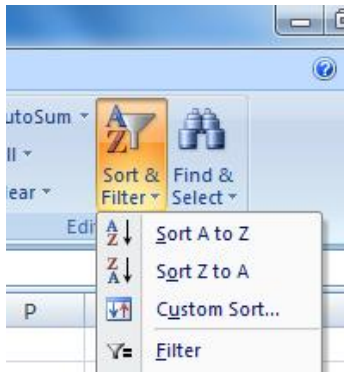 utoSum
Sort &
Filter
Find &
Select
ll
ear
Edi
Sort A to Z
Sort Z to A
Custom Sort...
P
Filter